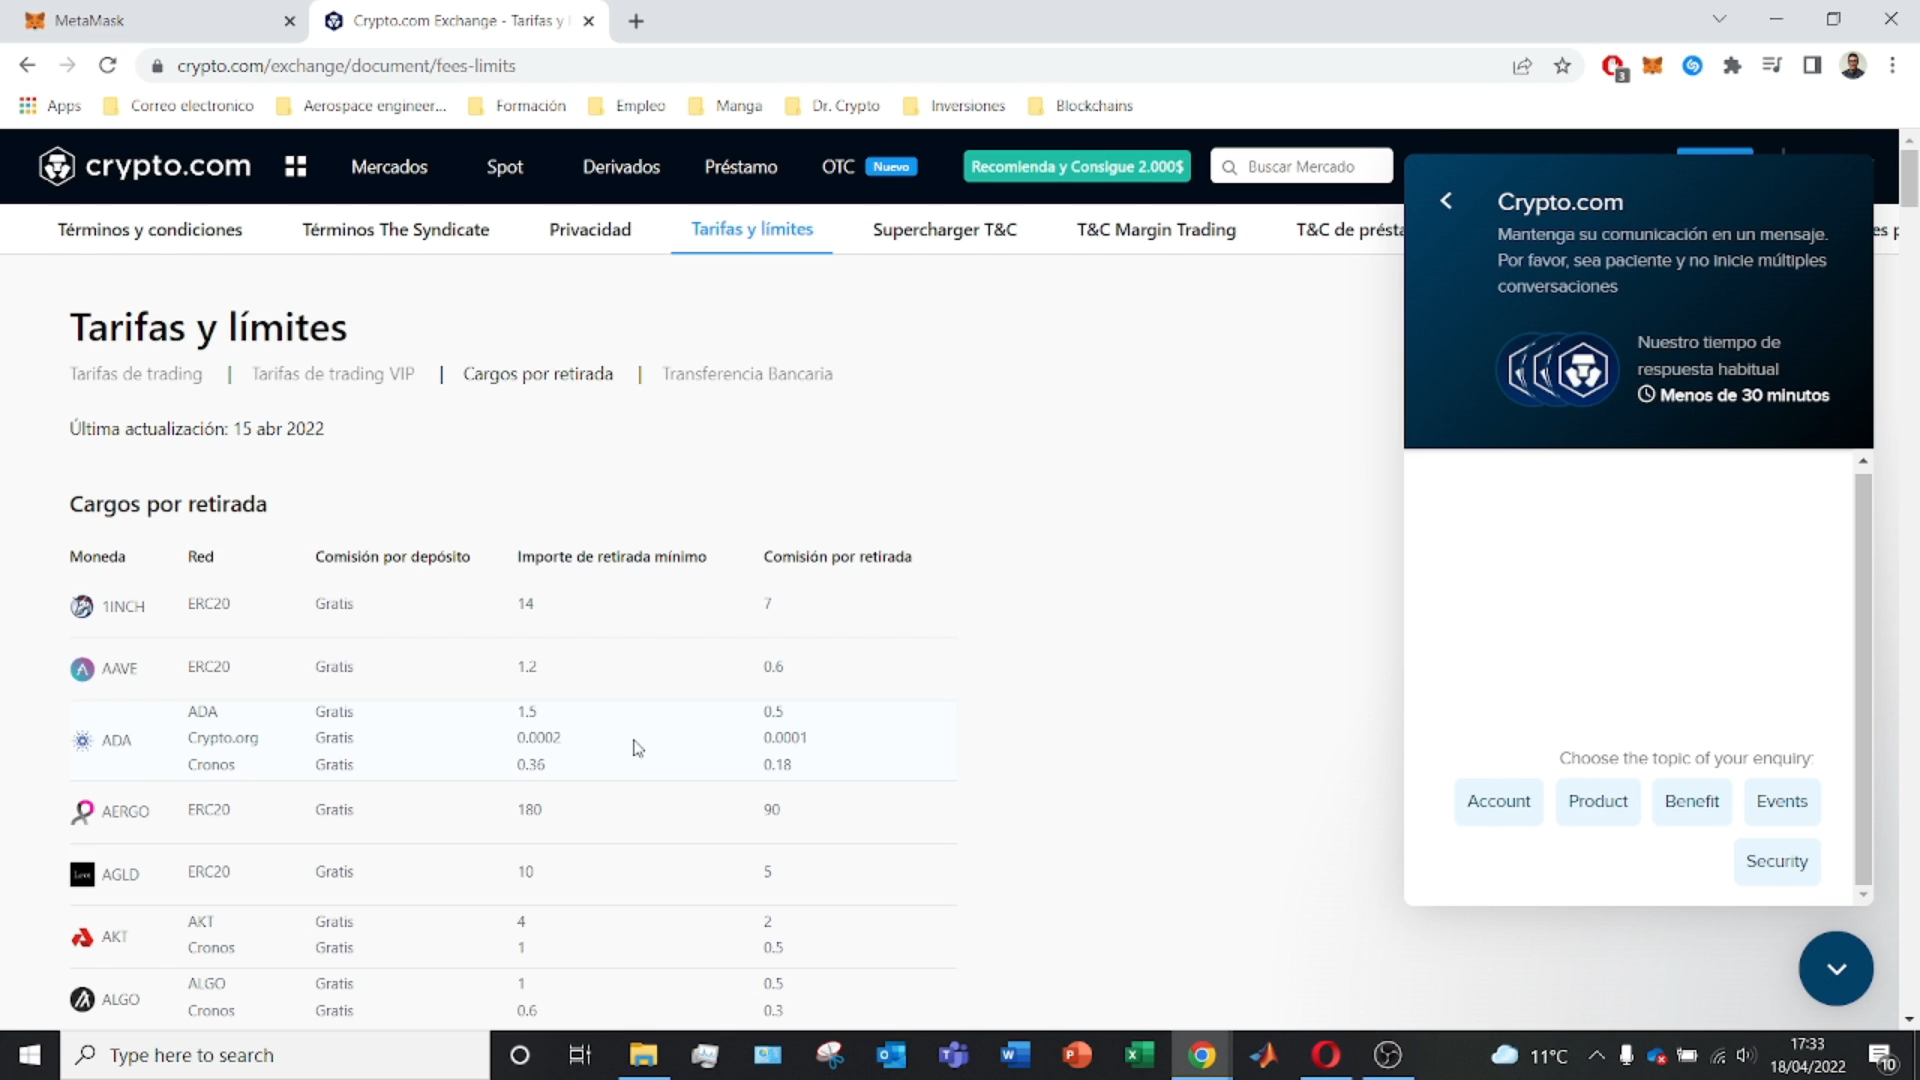 MetaMask
Crypto.com Exchange - Tarifas y l
crypto.com/exchange/document/fees-limits
3
Apps
Correo electronico
Aerospace engineer...
Formación
Empleo
Manga
Dr. Crypto
Inversiones
Blockchains
crypto.com
Mercados
Spot
Derivados
Préstamo
OTC Nuevo
Recomienda y Consigue 2.000$
Buscar Mercado
Términos y condiciones
Términos The Syndicate
Privacidad
Tarifas y límites
Supercharger T&C
T&C Margin Trading
T&C de présta
es p
Tarifas y límites
Tarifas de trading | Tarifas de trading VIP | Cargos por retirada | Transferencia Bancaria
Última actualización: 15 abr 2022
Cargos por retirada
Moneda Red Comisión por depósito Importe de retirada mínimo Comisión por retirada
1INCH ERC20 Gratis 14 7
AAVE ERC20 Gratis 1.2 0.6
ADA
ADA Gratis 1.5 0.5
Crypto.org Gratis 0.0002 0.0001
Cronos Gratis 0.36 0.18
AERGO ERC20 Gratis 180 90
AGLD ERC20 Gratis 10 5
AKT
AKT Gratis 4 2
Cronos Gratis 1 0.5
ALGO
ALGO Gratis 1 0.5
Cronos Gratis 0.6 0.3
Crypto.com
Mantenga su comunicación en un mensaje.
Por favor, sea paciente y no inicie múltiples
conversaciones
Nuestro tiempo de
respuesta habitual
Menos de 30 minutos
Choose the topic of your enquiry:
Account Product Benefit Events
Security
Type here to search
11°C
17:33
18/04/2022
10